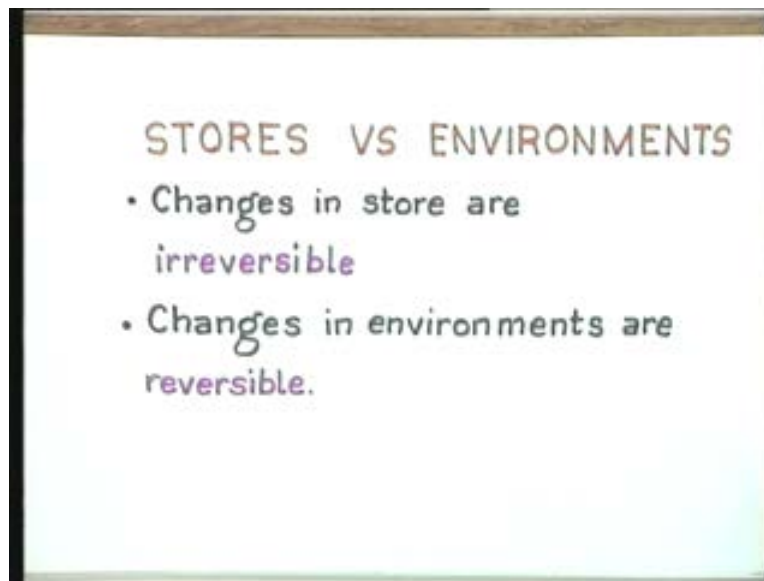 STORES VS ENVIRONMENTS
• Changes in store are
irreversible
• Changes in environments are
reversible.